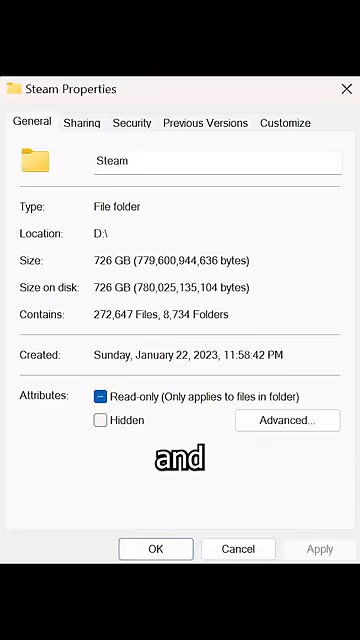 Steam Properties
General Sharing Security Previous Versions Customize
Steam
Type: File folder
Location: D:\
Size: 726 GB (779,600,944,636 bytes)
Size on disk: 726 GB (780,025,135,104 bytes)
Contains: 272,647 Files, 8,734 Folders
Created: Sunday, January 22, 2023, 11:58:42 PM
Attributes: Read-only (Only applies to files in folder)
Hidden Advanced...
and
OK Cancel Apply